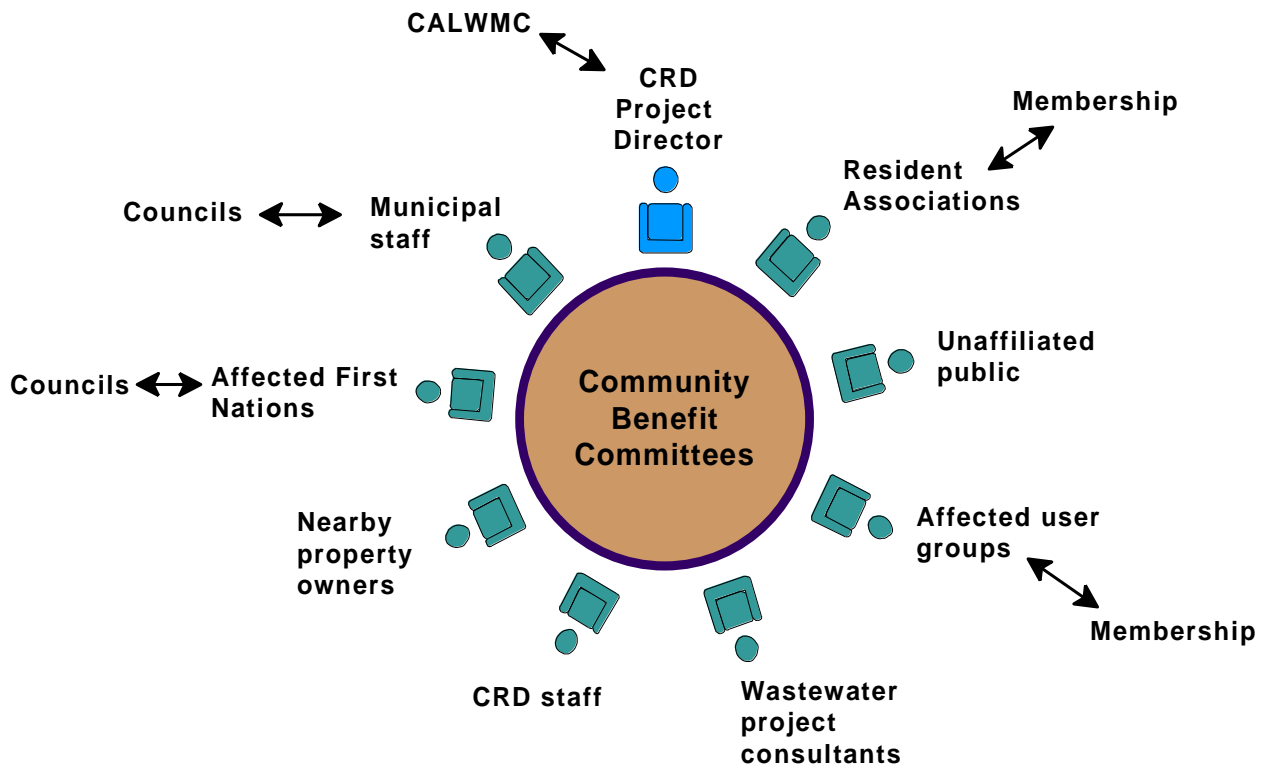 CALWMC
CRD
Project
Director
Membership
Resident
Associations
Councils
Municipal
staff
Unaffiliated
public
Councils
Affected First
Nations
Community
Benefit
Committees
Nearby
property
owners
Affected user
groups
Membership
CRD staff
Wastewater
project
consultants